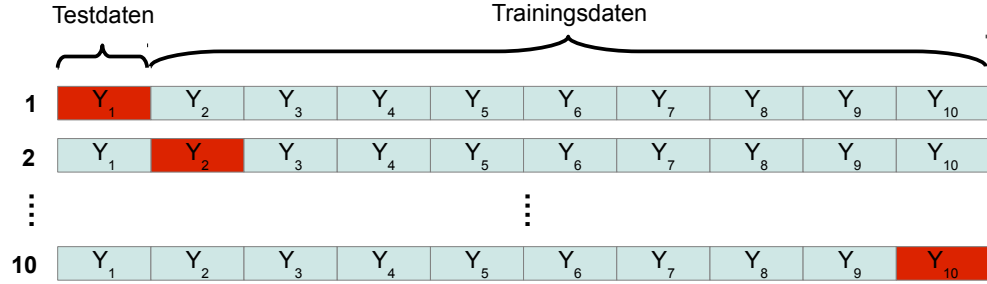 Testdaten Trainingsdaten
1 Y₁ Y₂ Y₃ Y₄ Y₅ Y₆ Y₇ Y₈ Y₉ Y₁₀
2 Y₁ Y₂ Y₃ Y₄ Y₅ Y₆ Y₇ Y₈ Y₉ Y₁₀
10 Y₁ Y₂ Y₃ Y₄ Y₅ Y₆ Y₇ Y₈ Y₉ Y₁₀